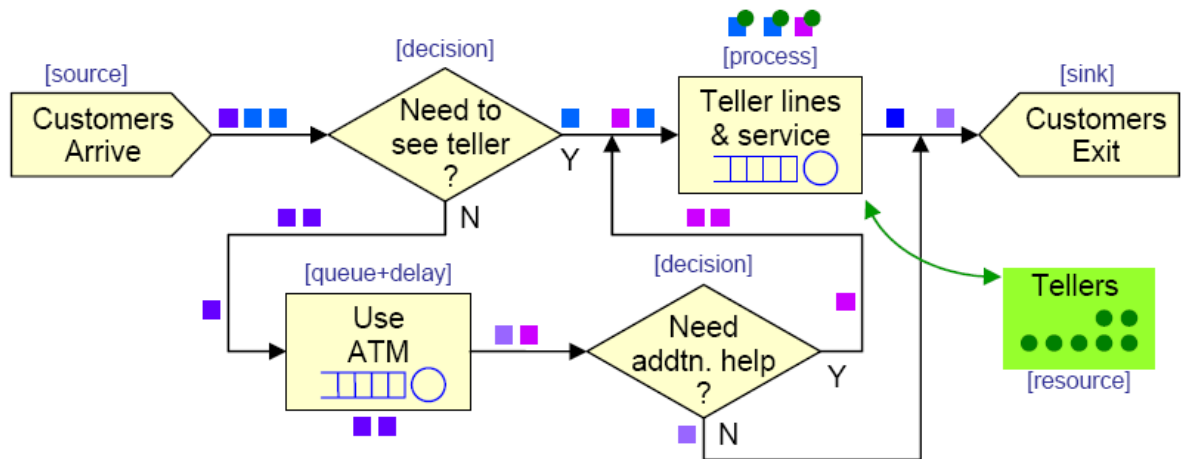 [source]
Customers
Arrive
[decision]
Need to
see teller
?
Y
N
[process]
Teller lines
& service
[sink]
Customers
Exit
[queue+delay]
Use
ATM
[decision]
Need
addtn. help
?
Y
N
Tellers
[resource]